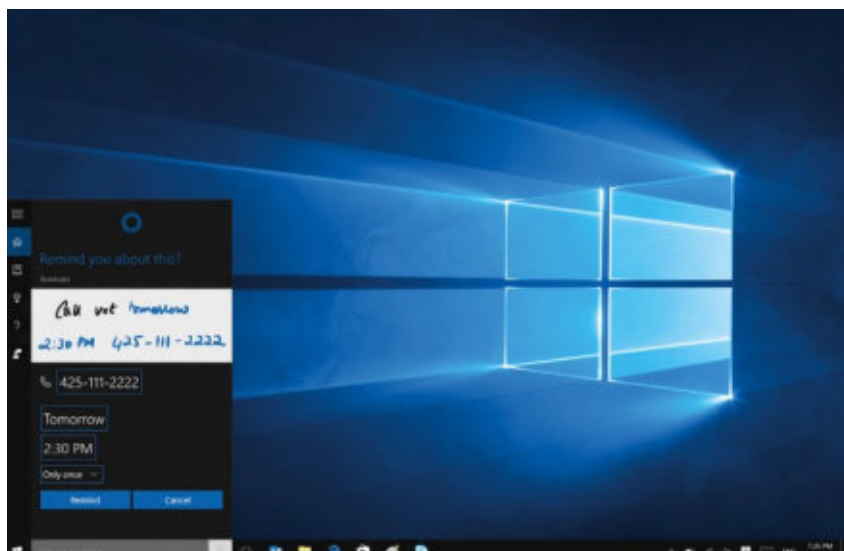 Remind you about this?
Reminder
Call vet tomorrow
2:30 PM 425-111-2222
425-111-2222
Tomorrow
2:30 PM
Only once
Remind
Cancel